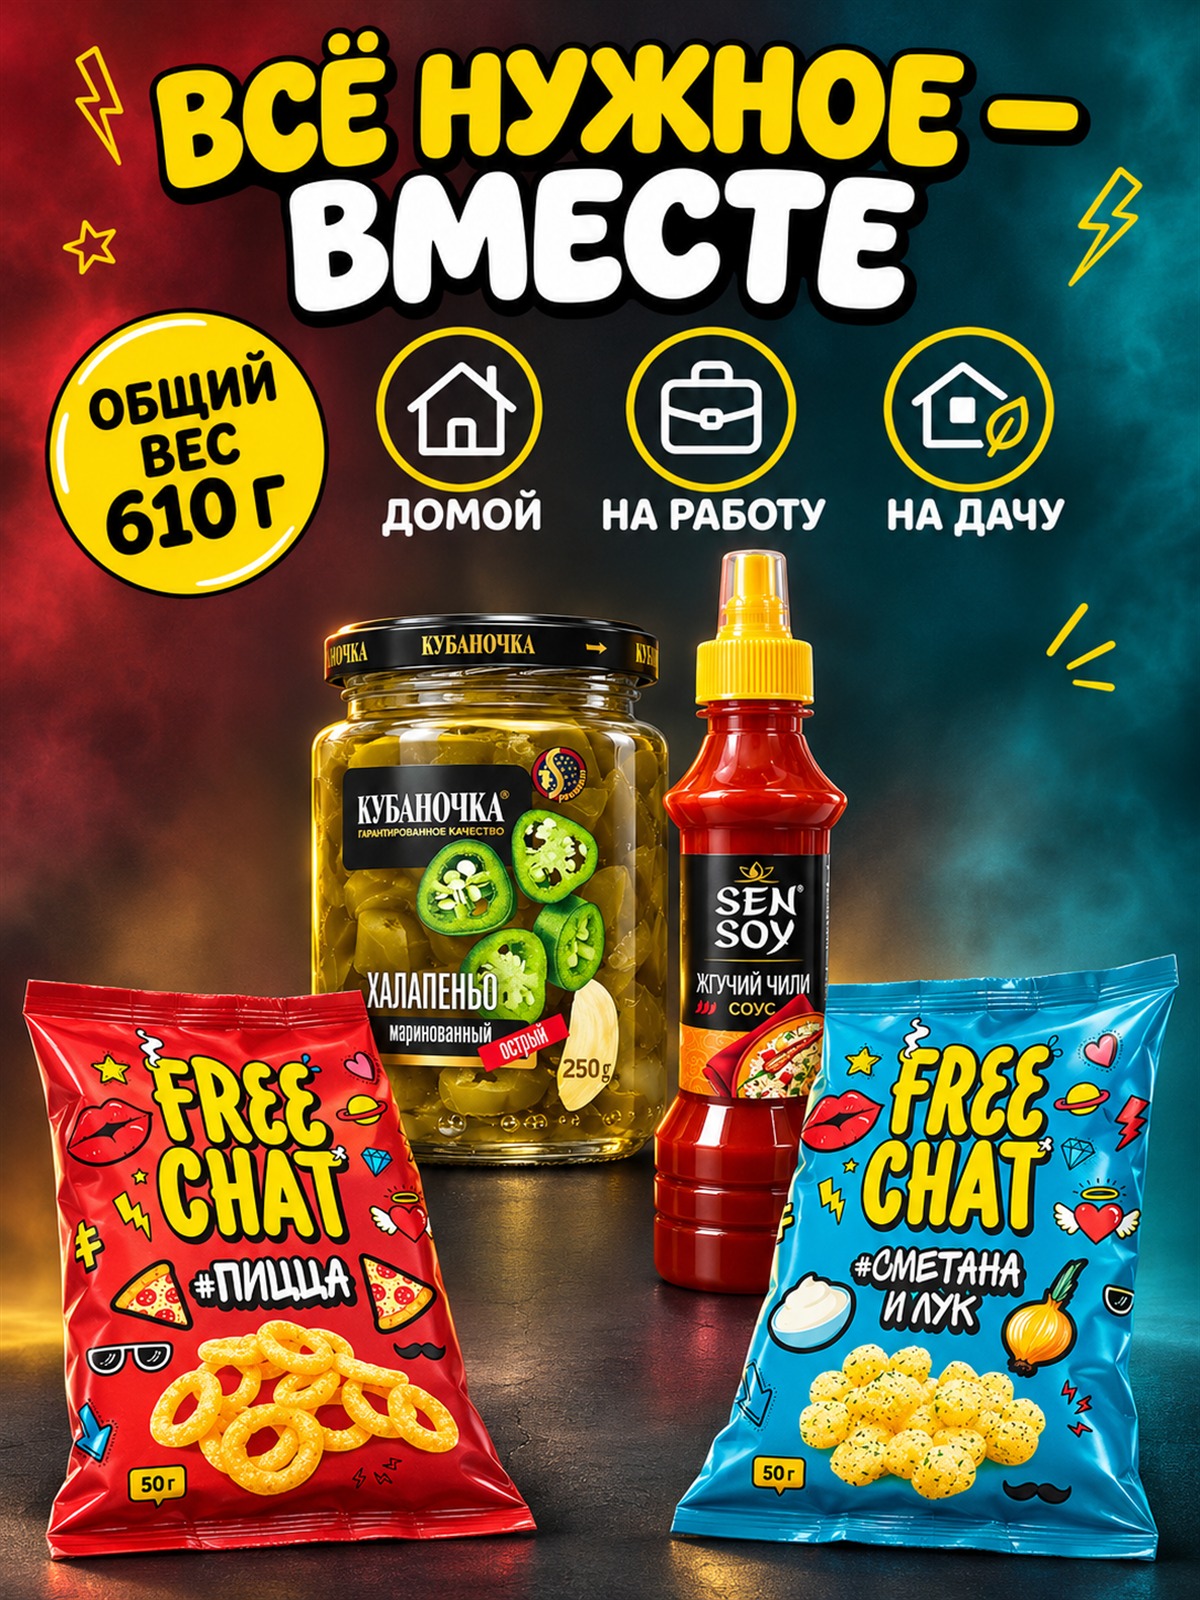 ВСЁ НУЖНОЕ –
ВМЕСТЕ
ОБЩИЙ
ВЕС
610 Г
ДОМОЙ
НА РАБОТУ
НА ДАЧУ
КУБАНОЧКА
КУБАНОЧКА®
ГАРАНТИРОВАННОЕ КАЧЕСТВО
ХАЛАПЕНЬО
маринованный
острый
250g
SEN
SOY®
ЖГУЧИЙ ЧИЛИ
СОУС
FREE
CHAT
#ПИЦЦА
50 г
FREE
CHAT
#СМЕТАНА
И ЛУК
50 г